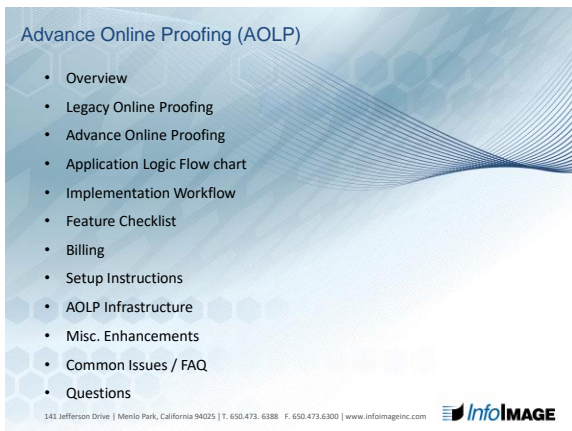 Advance Online Proofing (AOLP)
• Overview
• Legacy Online Proofing
• Advance Online Proofing
• Application Logic Flow chart
• Implementation Workflow
• Feature Checklist
• Billing
• Setup Instructions
• AOLP Infrastructure
• Misc. Enhancements
• Common Issues / FAQ
• Questions
141 Jefferson Drive | Menlo Park, California 94025 | T. 650.473. 6388 F. 650.473.6300 | www.infoimageinc.com
InfoIMAGE